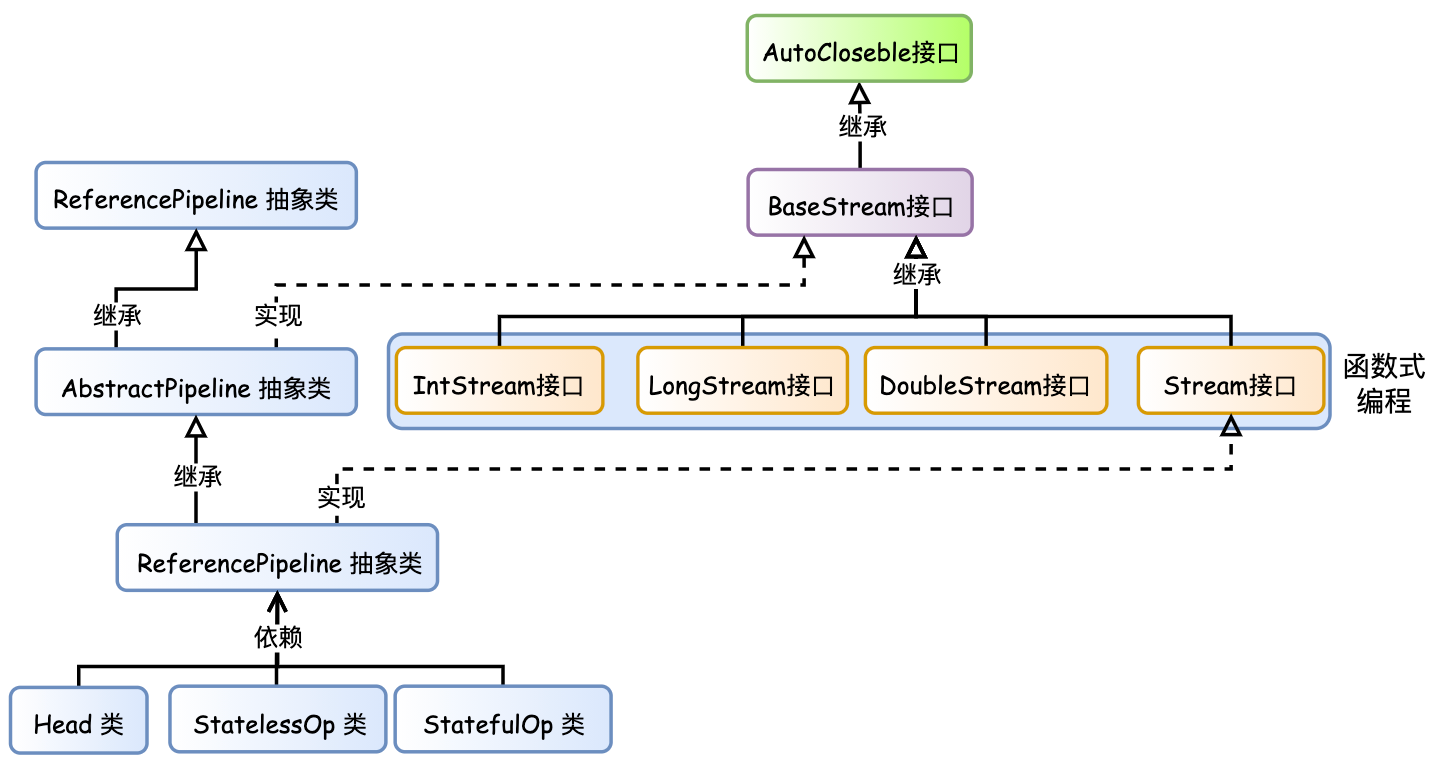 AutoCloseble接口
继承
ReferencePipeline 抽象类
BaseStream接口
继承
继承
实现
AbstractPipeline 抽象类
IntStream接口
LongStream接口
DoubleStream接口
Stream接口
函数式
编程
继承
实现
ReferencePipeline 抽象类
依赖
Head 类
StatelessOp 类
StatefulOp 类